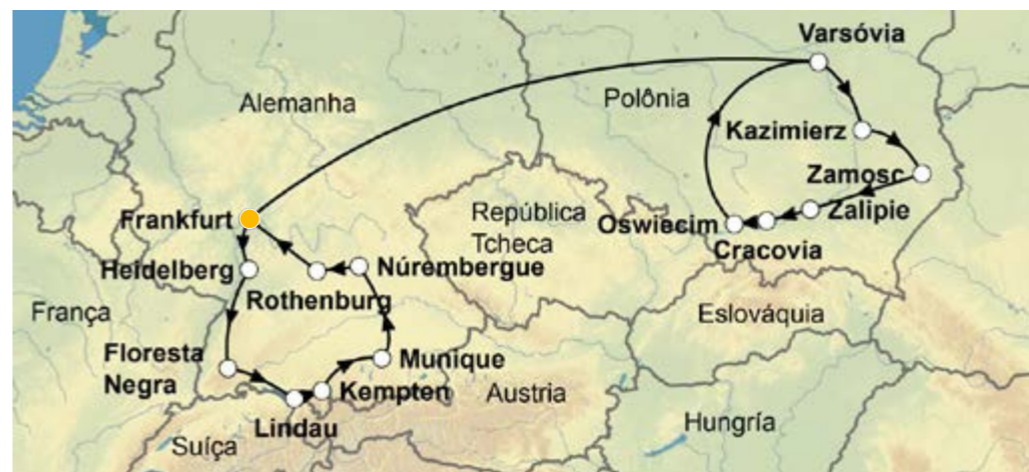 Varsóvia
Alemanha
Polônia
Kazimierz
Zamosc
Frankfurt
República
Tcheca
Oswiecim
Zalipie
Cracovia
Heidelberg
Núrembergue
Rothenburg
França
Eslováquia
Floresta
Negra
Munique
Kempten
Austria
Lindau
Hungría
Suíça